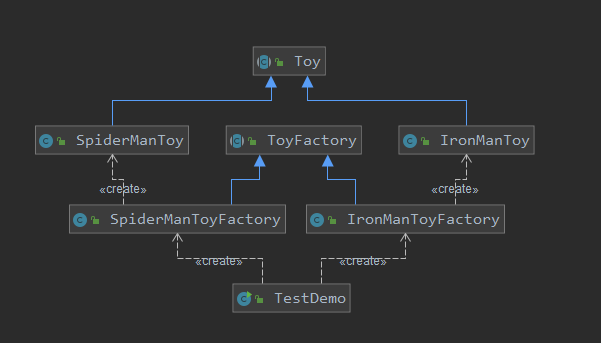 Toy
SpiderManToy
ToyFactory
IronManToy
«create»
«create»
SpiderManToyFactory
IronManToyFactory
«create»
«create»
TestDemo